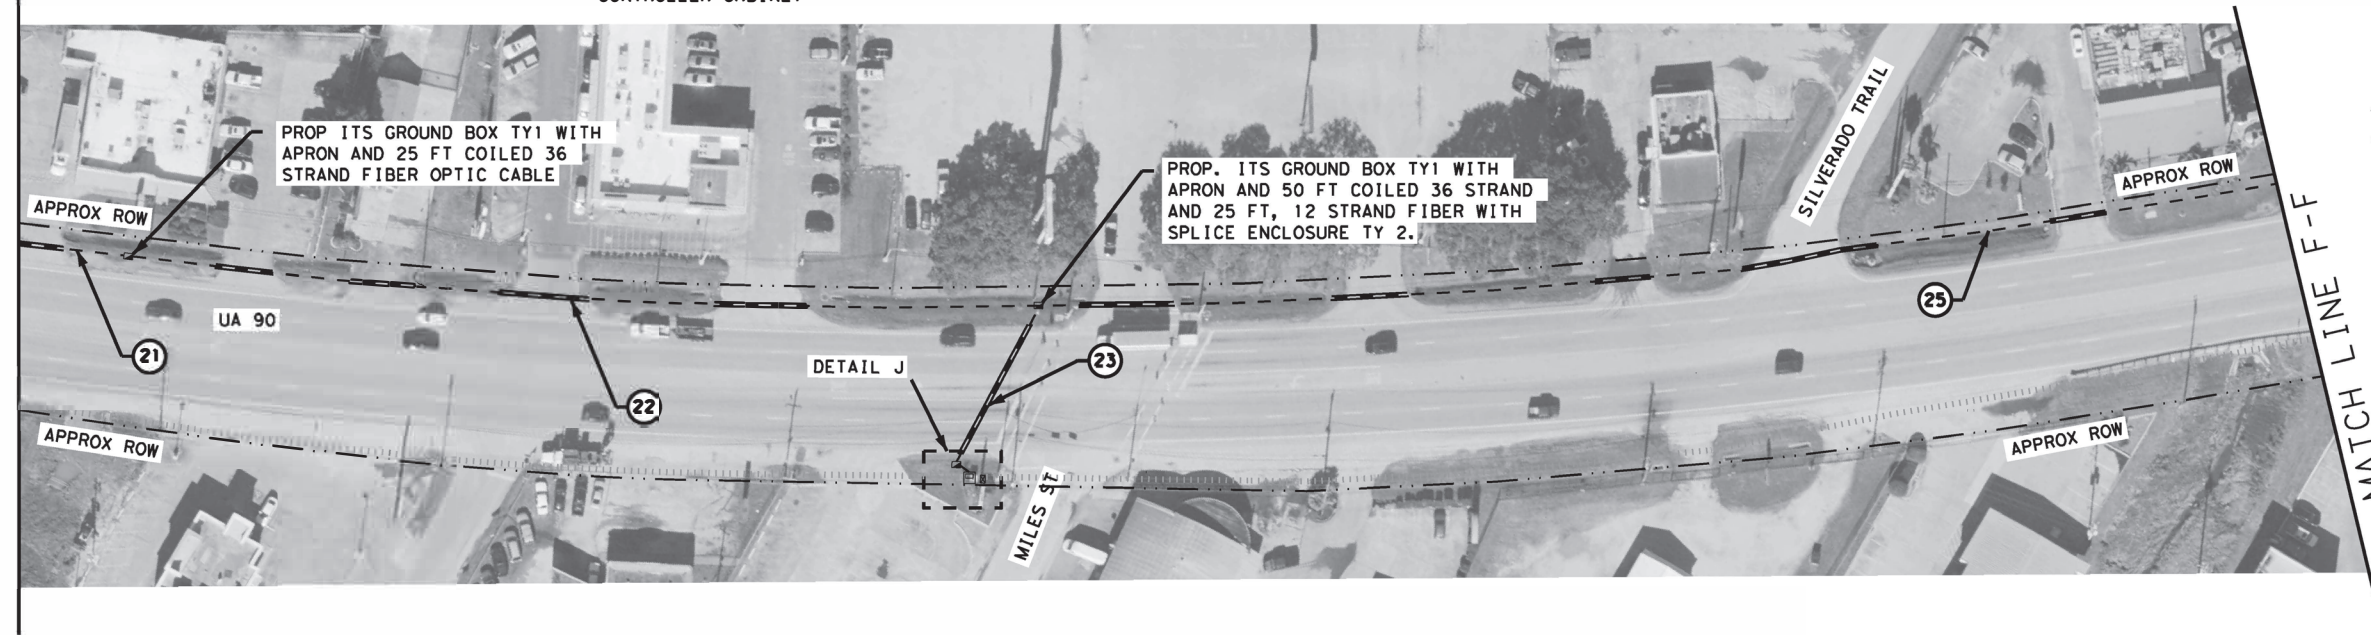 PROP ITS GROUND BOX TY1 WITH
APRON AND 25 FT COILED 36
STRAND FIBER OPTIC CABLE
PROP. ITS GROUND BOX TY1 WITH
APRON AND 50 FT COILED 36 STRAND
AND 25 FT, 12 STRAND FIBER WITH
SPLICE ENCLOSURE TY 2.
SILVERADO TRAIL
APPROX ROW
APPROX ROW
MATCH LINE F-F
UA 90
21
22
DETAIL J
23
25
APPROX ROW
MILES ST.
APPROX ROW